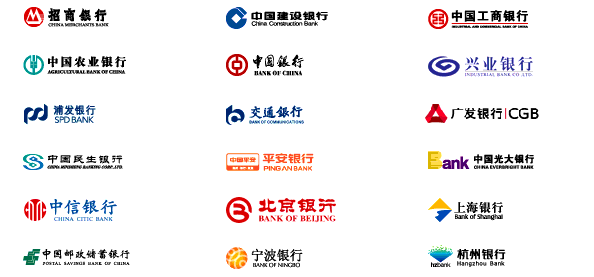 招商银行
CHINA MERCHANTS BANK
中国建设银行
China Construction Bank
中国工商银行
INDUSTRIAL AND COMMERCIAL BANK OF CHINA
中国农业银行
AGRICULTURAL BANK OF CHINA
中国银行
BANK OF CHINA
兴业银行
INDUSTRIAL BANK CO.,LTD.
浦发银行
SPD BANK
交通银行
BANK OF COMMUNICATIONS
广发银行|CGB
中国民生银行
CHINA MINSHENG BANKING CORP., LTD.
中国平安 平安银行
PING AN BANK
Bank 中国光大银行
CHINA EVERBRIGHT BANK
中信银行
CHINA CITIC BANK
北京银行
BANK OF BEIJING
上海银行
Bank of Shanghai
中国邮政储蓄银行
POSTAL SAVINGS BANK OF CHINA
宁波银行
BANK OF NINGBO
hzbank 杭州银行
Hangzhou Bank